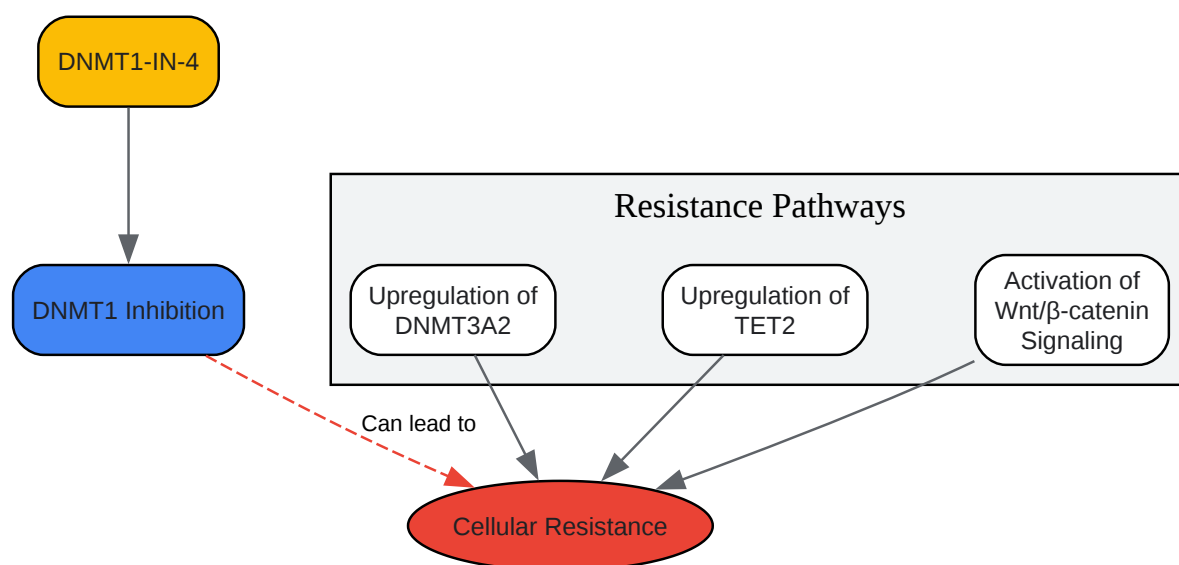 DNMT1-IN-4
Resistance Pathways
DNMT1 Inhibition
Upregulation of
DNMT3A2
Upregulation of
TET2
Activation of
Wnt/β-catenin
Signaling
Can lead to
Cellular Resistance